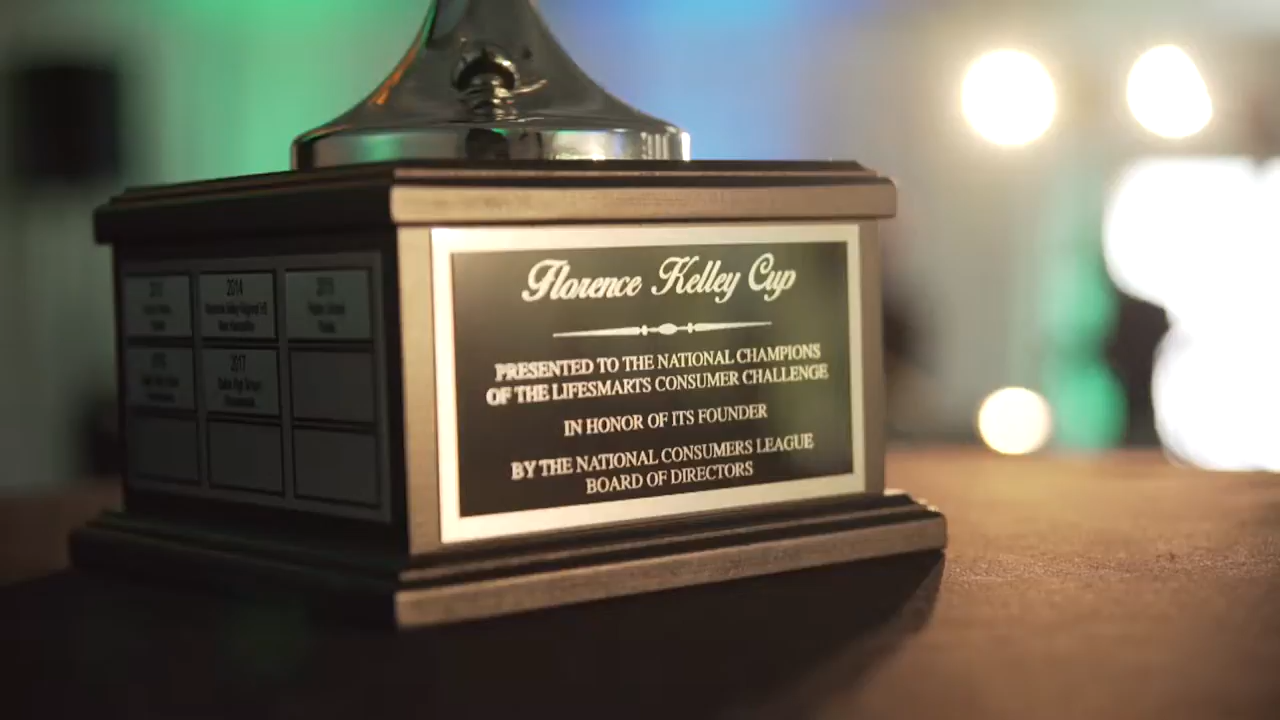 Florence Kelley Cup
PRESENTED TO THE NATIONAL CHAMPIONS
OF THE LIFESMARTS CONSUMER CHALLENGE
IN HONOR OF ITS FOUNDER
BY THE NATIONAL CONSUMERS LEAGUE
BOARD OF DIRECTORS
2014
2017